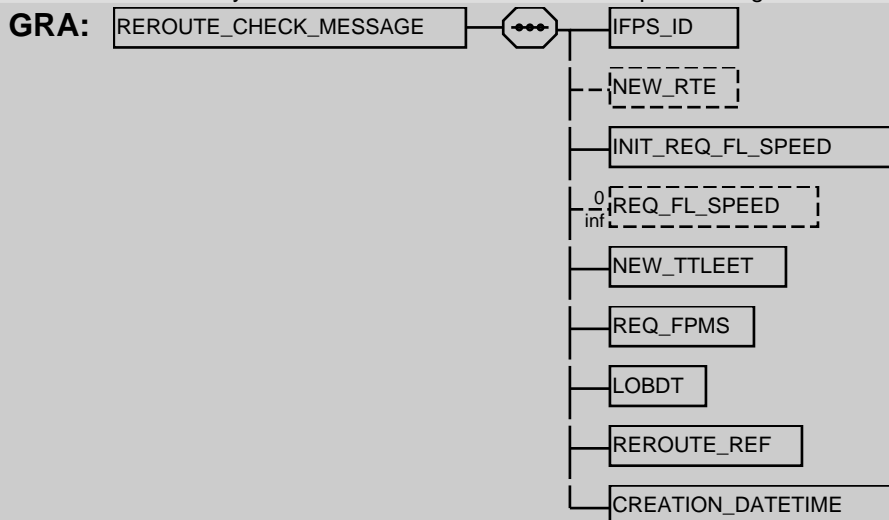 GRA: REROUTE_CHECK_MESSAGE IFPS_ID
NEW_RTE
INIT_REQ_FL_SPEED
0
inf REQ_FL_SPEED
NEW_TTLEET
REQ_FPMS
LOBDT
REROUTE_REF
CREATION_DATETIME